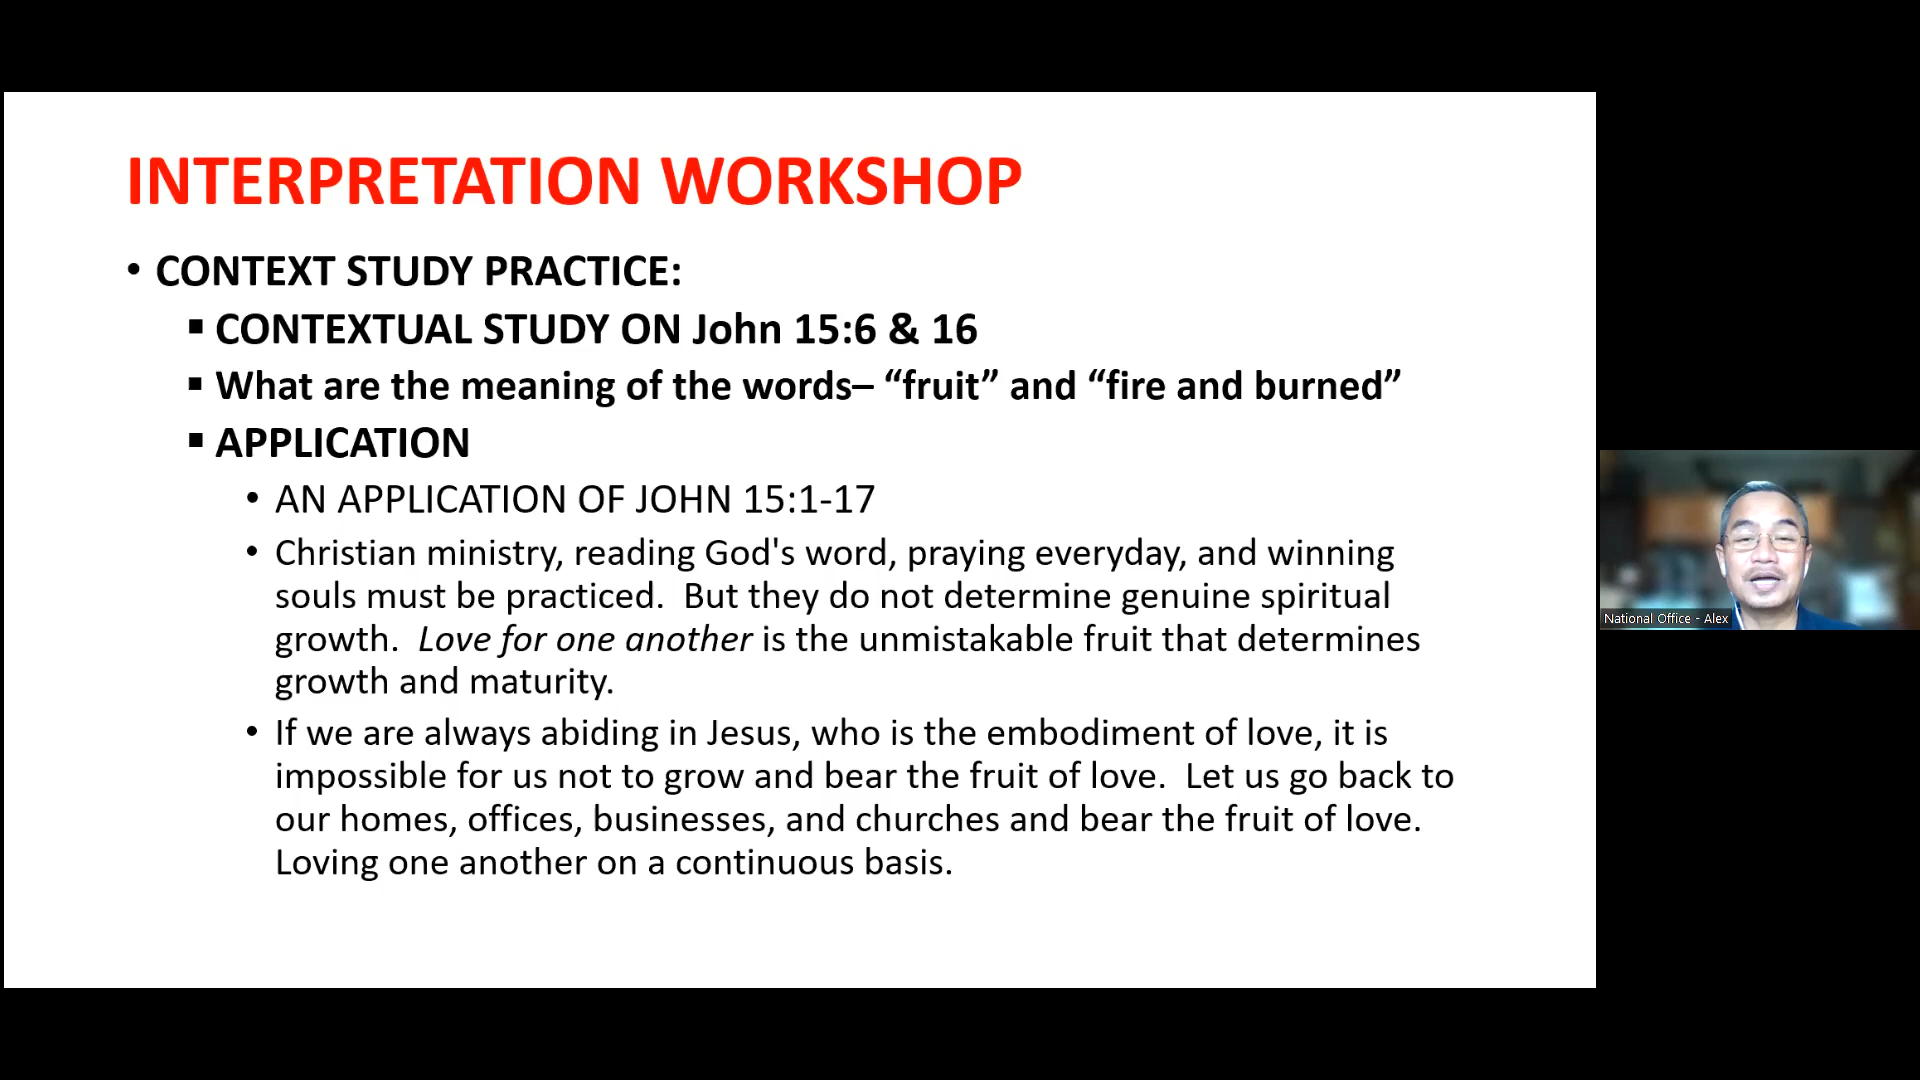 INTERPRETATION WORKSHOP
• CONTEXT STUDY PRACTICE:
▪ CONTEXTUAL STUDY ON John 15:6 & 16
▪ What are the meaning of the words– “fruit” and “fire and burned”
▪ APPLICATION
• AN APPLICATION OF JOHN 15:1-17
• Christian ministry, reading God's word, praying everyday, and winning
souls must be practiced.  But they do not determine genuine spiritual
growth.  Love for one another is the unmistakable fruit that determines
growth and maturity.
• If we are always abiding in Jesus, who is the embodiment of love, it is
impossible for us not to grow and bear the fruit of love.  Let us go back to
our homes, offices, businesses, and churches and bear the fruit of love.
Loving one another on a continuous basis.
National Office - Alex